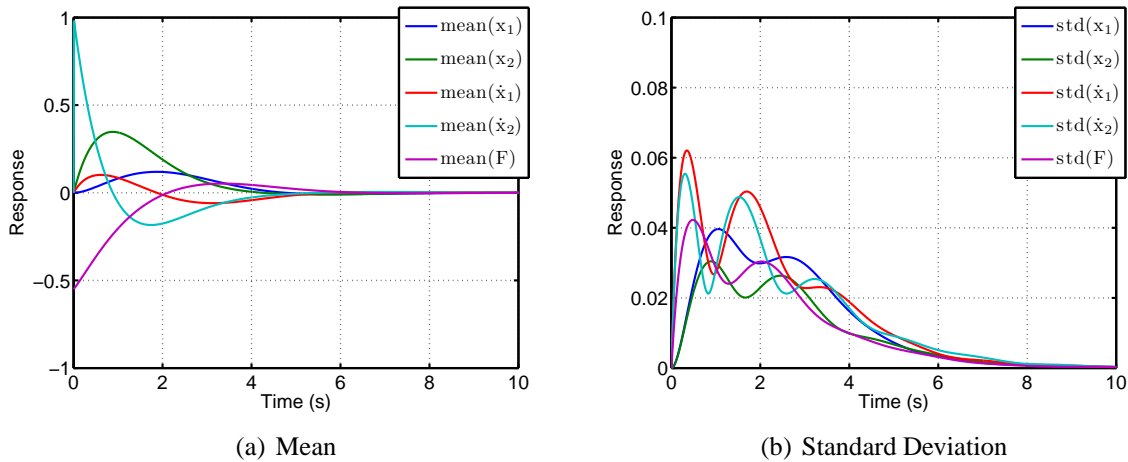 1
0.5
0
−0.5
−1
0
2
4
6
8
10
Response
Time (s)
mean(x₁)
mean(x₂)
mean(ẋ₁)
mean(ẋ₂)
mean(F)
(a) Mean
0.1
0.08
0.06
0.04
0.02
0
0
2
4
6
8
10
Response
Time (s)
std(x₁)
std(x₂)
std(ẋ₁)
std(ẋ₂)
std(F)
(b) Standard Deviation